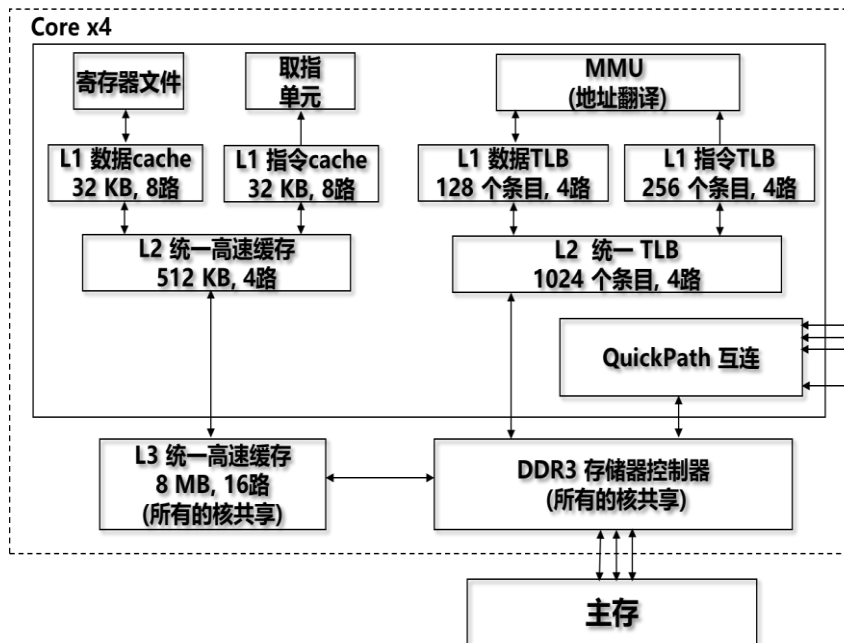 Core x4
寄存器文件
取指
单元
MMU
(地址翻译)
L1 数据cache
32 KB, 8路
L1 指令cache
32 KB, 8路
L1 数据TLB
128 个条目, 4路
L1 指令TLB
256 个条目, 4路
L2 统一高速缓存
512 KB, 4路
L2 统一 TLB
1024 个条目, 4路
QuickPath 互连
L3 统一高速缓存
8 MB, 16路
(所有的核共享)
DDR3 存储器控制器
(所有的核共享)
主存